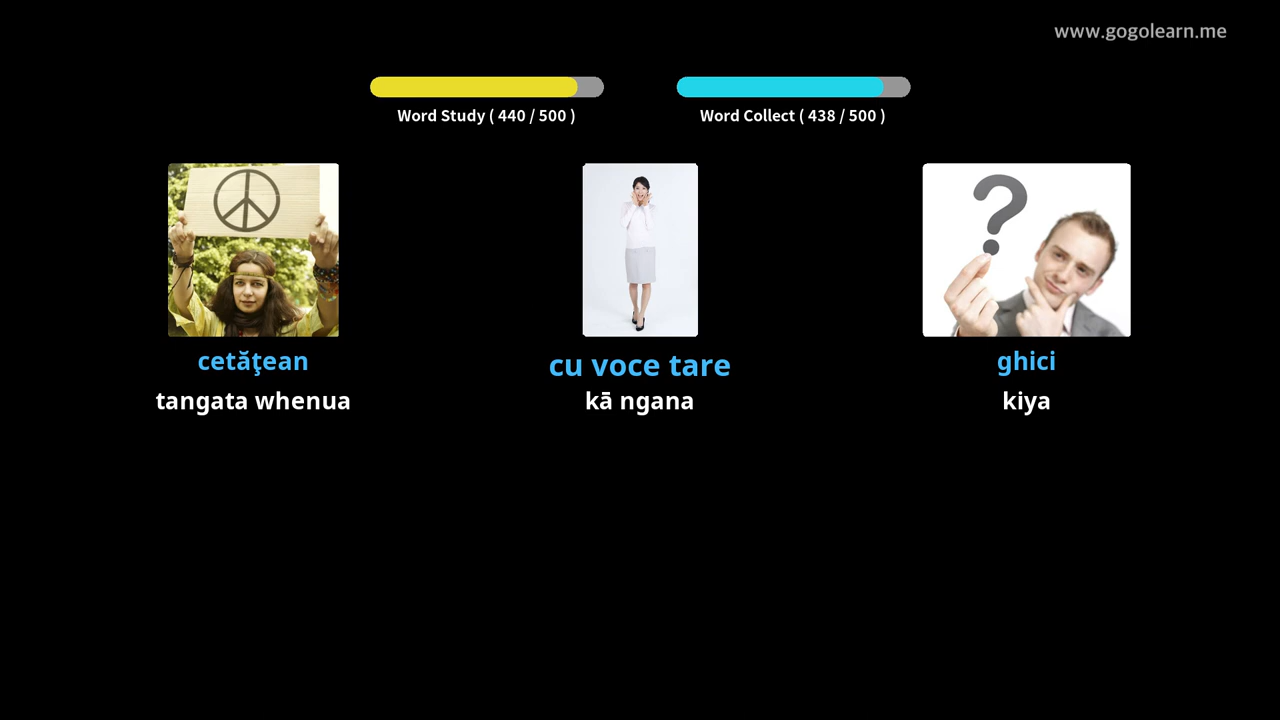 www.gogolearn.me
Word Study ( 440 / 500 )
Word Collect ( 438 / 500 )
cetăţean
cu voce tare
ghici
tangata whenua
kā ngana
kiya